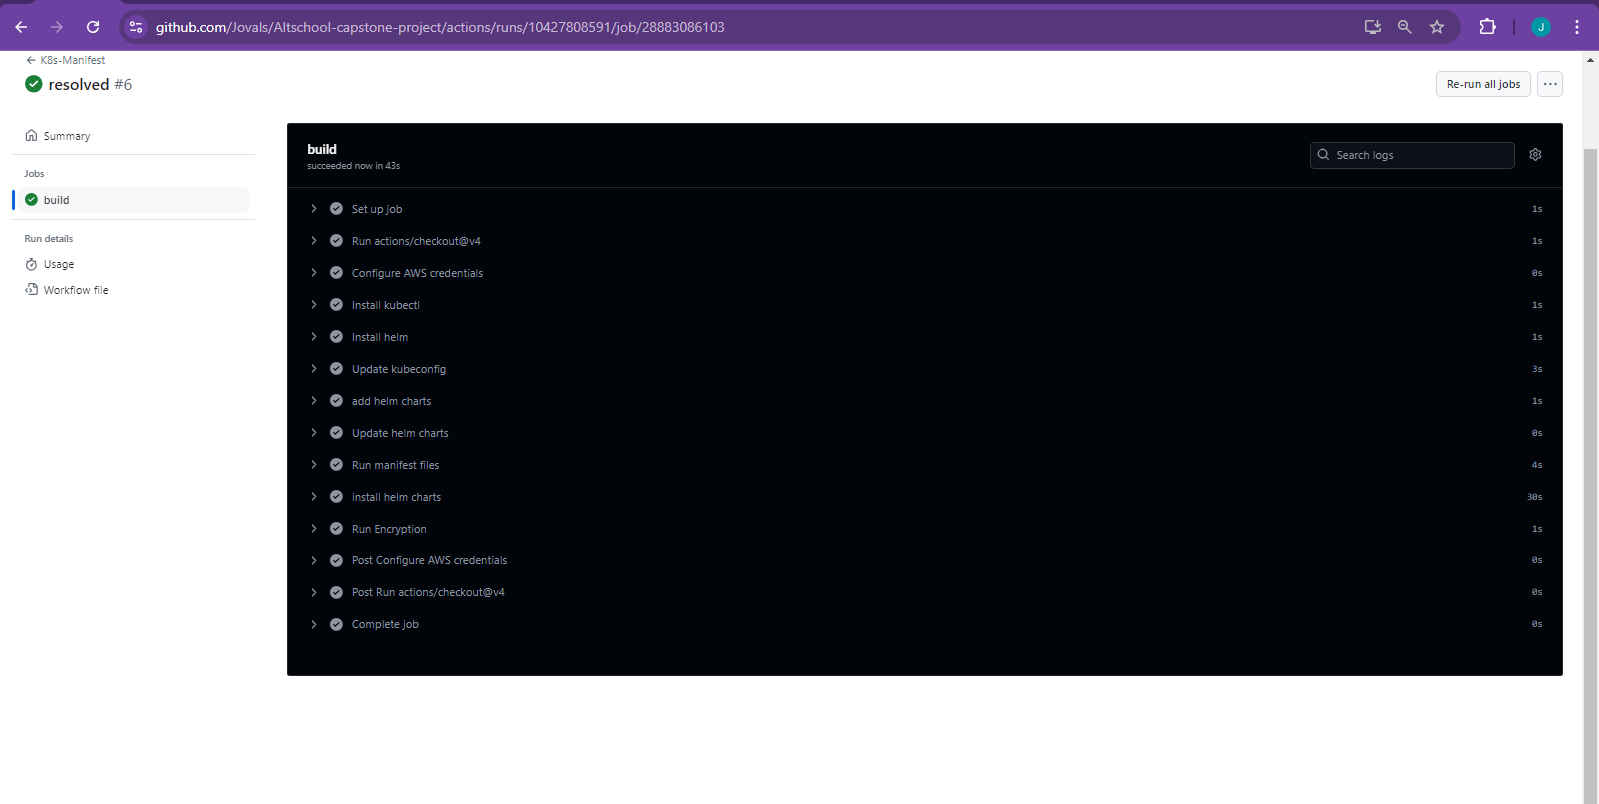 github.com/Jovals/Altschool-capstone-project/actions/runs/10427808591/job/28883086103
J
K8s-Manifest
resolved #6
Re-run all jobs
Summary
Jobs
build
Run details
Usage
Workflow file
build
succeeded now in 43s
Search logs
Set up job 1s
Run actions/checkout@v4 1s
Configure AWS credentials 0s
Install kubectl 1s
Install helm 1s
Update kubeconfig 3s
add helm charts 1s
Update helm charts 0s
Run manifest files 4s
install helm charts 30s
Run Encryption 1s
Post Configure AWS credentials 0s
Post Run actions/checkout@v4 0s
Complete job 0s